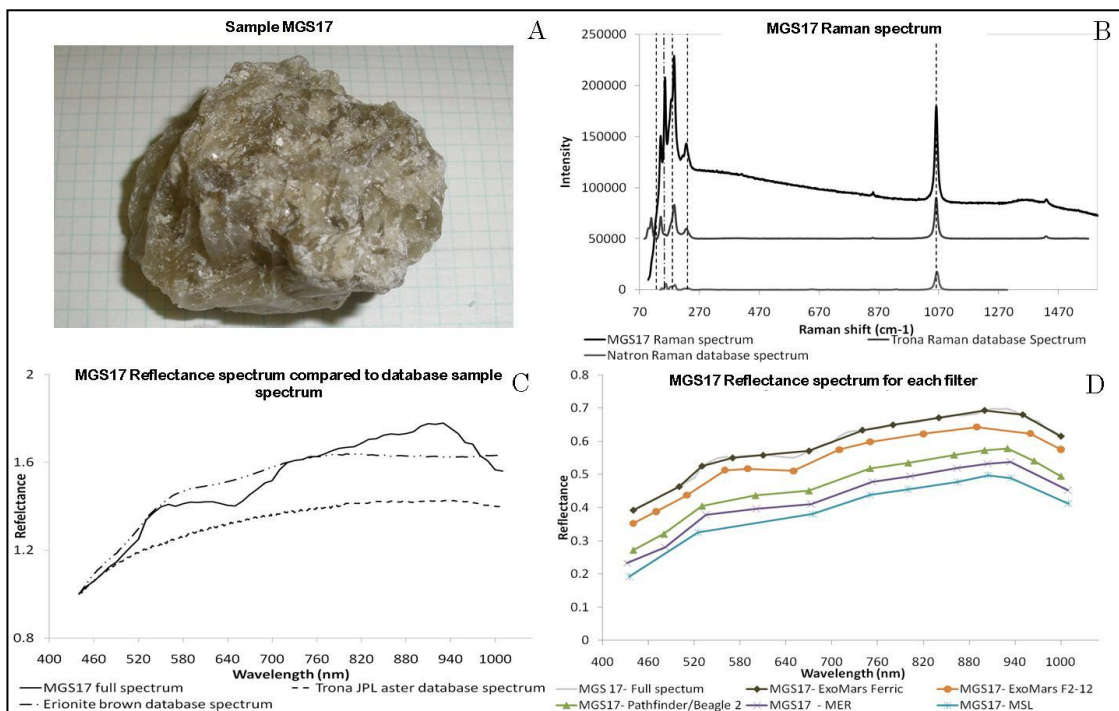 Sample MGS17
A
MGS17 Raman spectrum
B
250000
200000
150000
100000
50000
0
Intensity
70 270 470 670 870 1070 1270 1470
Raman shift (cm-1)
MGS17 Raman spectrum
Trona Raman database Spectrum
Natron Raman database spectrum
MGS17 Reflectance spectrum compared to database sample
spectrum
C
2
1.6
1.2
0.8
Refelctance
400 460 520 580 640 700 760 820 880 940 1000
Wavelength (nm)
MGS17 full spectrum
Trona JPL aster database spectrum
Erionite brown database spectrum
MGS17 Reflectance spectrum for each filter
D
0.8
0.7
0.6
0.5
0.4
0.3
0.2
0.1
0
Reflectance
400 460 520 580 640 700 760 820 880 940 1000
Wavelength (nm)
MGS 17- Full spectum
MGS17- ExoMars Ferric
MGS17- ExoMars F2-12
MGS17- Pathfinder/Beagle 2
MGS17 - MER
MGS17- MSL